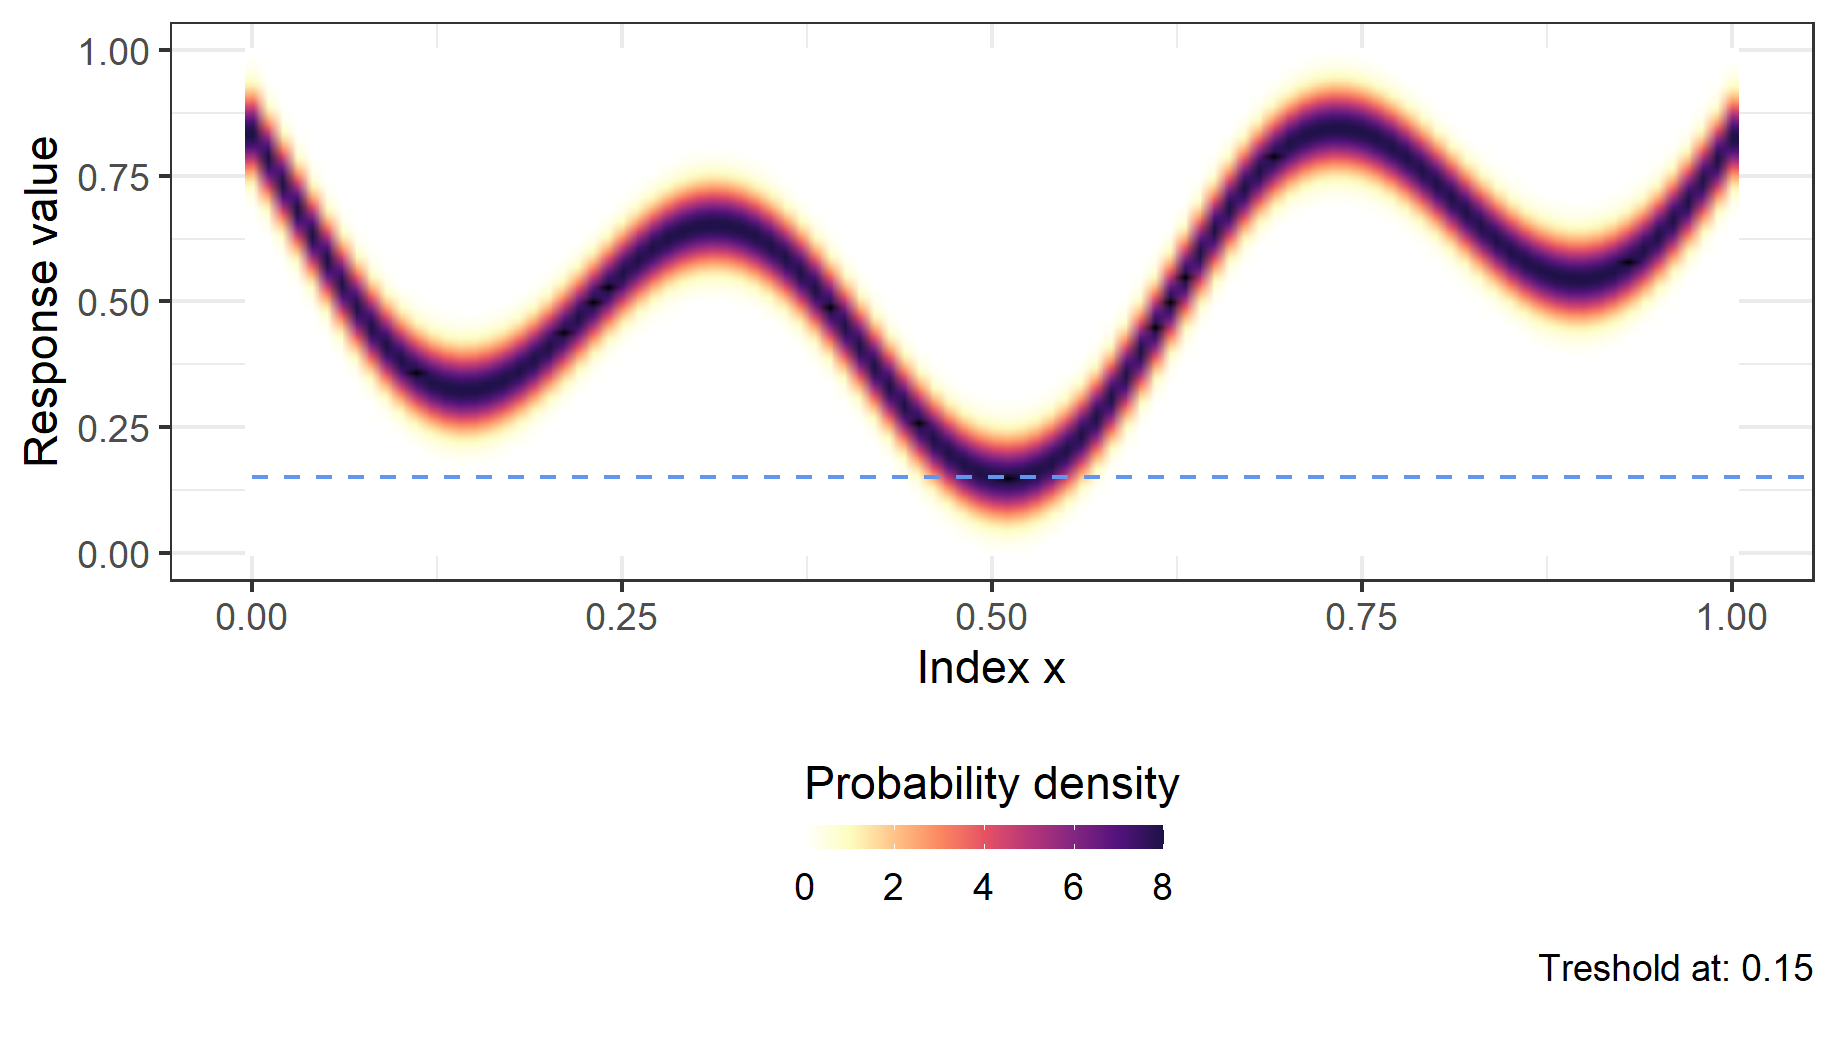 1.00
0.75
0.50
0.25
0.00
Response value
0.00 0.25 0.50 0.75 1.00
Index x
Probability density
0 2 4 6 8
Treshold at: 0.15